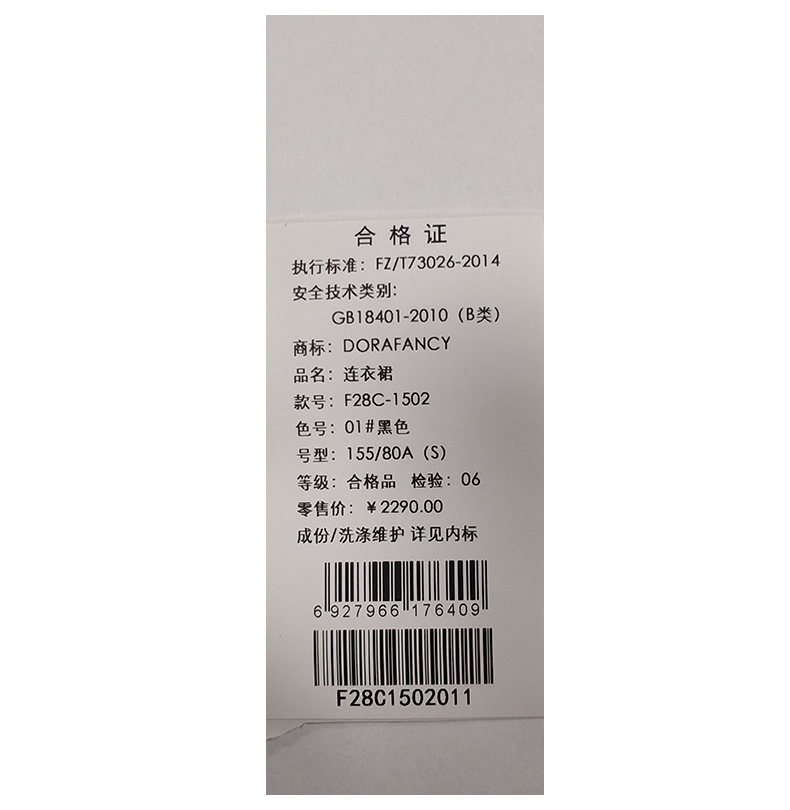 合格证
执行标准：FZ/T73026-2014
安全技术类别：
GB18401-2010（B类）
商标：DORAFANCY
品名：连衣裙
款号：F28C-1502
色号：01#黑色
号型：155/80A（S）
等级：合格品 检验：06
零售价：¥2290.00
成份/洗涤维护 详见内标
6 927966 176409
F28C1502011